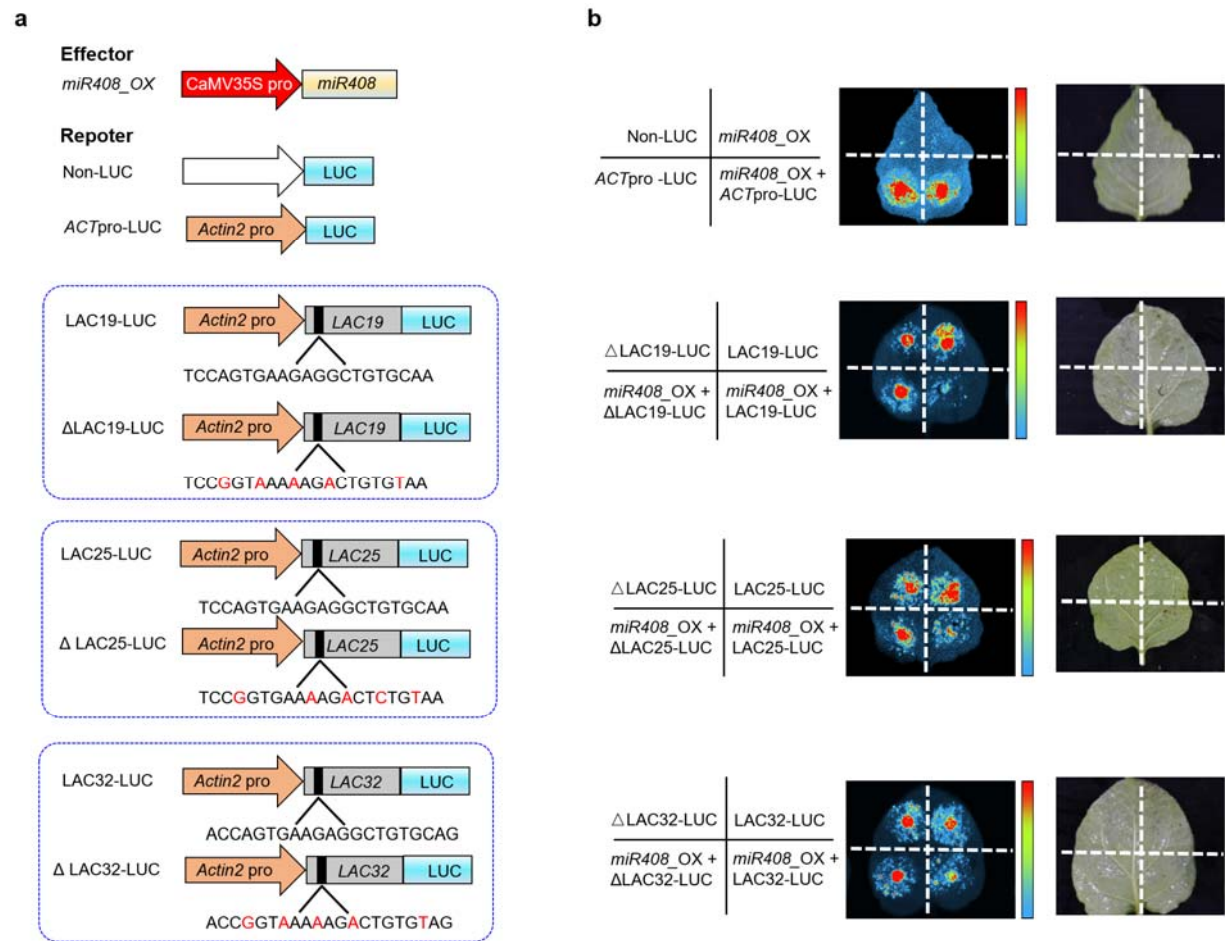 a
Effector
miR408_OX
CaMV35S pro
miR408
Repoter
Non-LUC
LUC
ACTpro-LUC
Actin2 pro
LUC
LAC19-LUC
Actin2 pro
LAC19
LUC
TCCAGTGAAGAGGCTGTGCAA
ΔLAC19-LUC
Actin2 pro
LAC19
LUC
TCCGGTAAAAAGACTGTGTAA
LAC25-LUC
Actin2 pro
LAC25
LUC
TCCAGTGAAGAGGCTGTGCAA
Δ LAC25-LUC
Actin2 pro
LAC25
LUC
TCCGGTGAAAAGACTCTGTAA
LAC32-LUC
Actin2 pro
LAC32
LUC
ACCAGTGAAGAGGCTGTGCAG
Δ LAC32-LUC
Actin2 pro
LAC32
LUC
ACCGGTAAAAAGACTGTGTAG
b
Non-LUC
miR408_OX
ACTpro -LUC
miR408_OX +
ACTpro-LUC
△LAC19-LUC
LAC19-LUC
miR408_OX +
ΔLAC19-LUC
miR408_OX +
LAC19-LUC
△LAC25-LUC
LAC25-LUC
miR408_OX +
ΔLAC25-LUC
miR408_OX +
LAC25-LUC
△LAC32-LUC
LAC32-LUC
miR408_OX +
ΔLAC32-LUC
miR408_OX +
LAC32-LUC